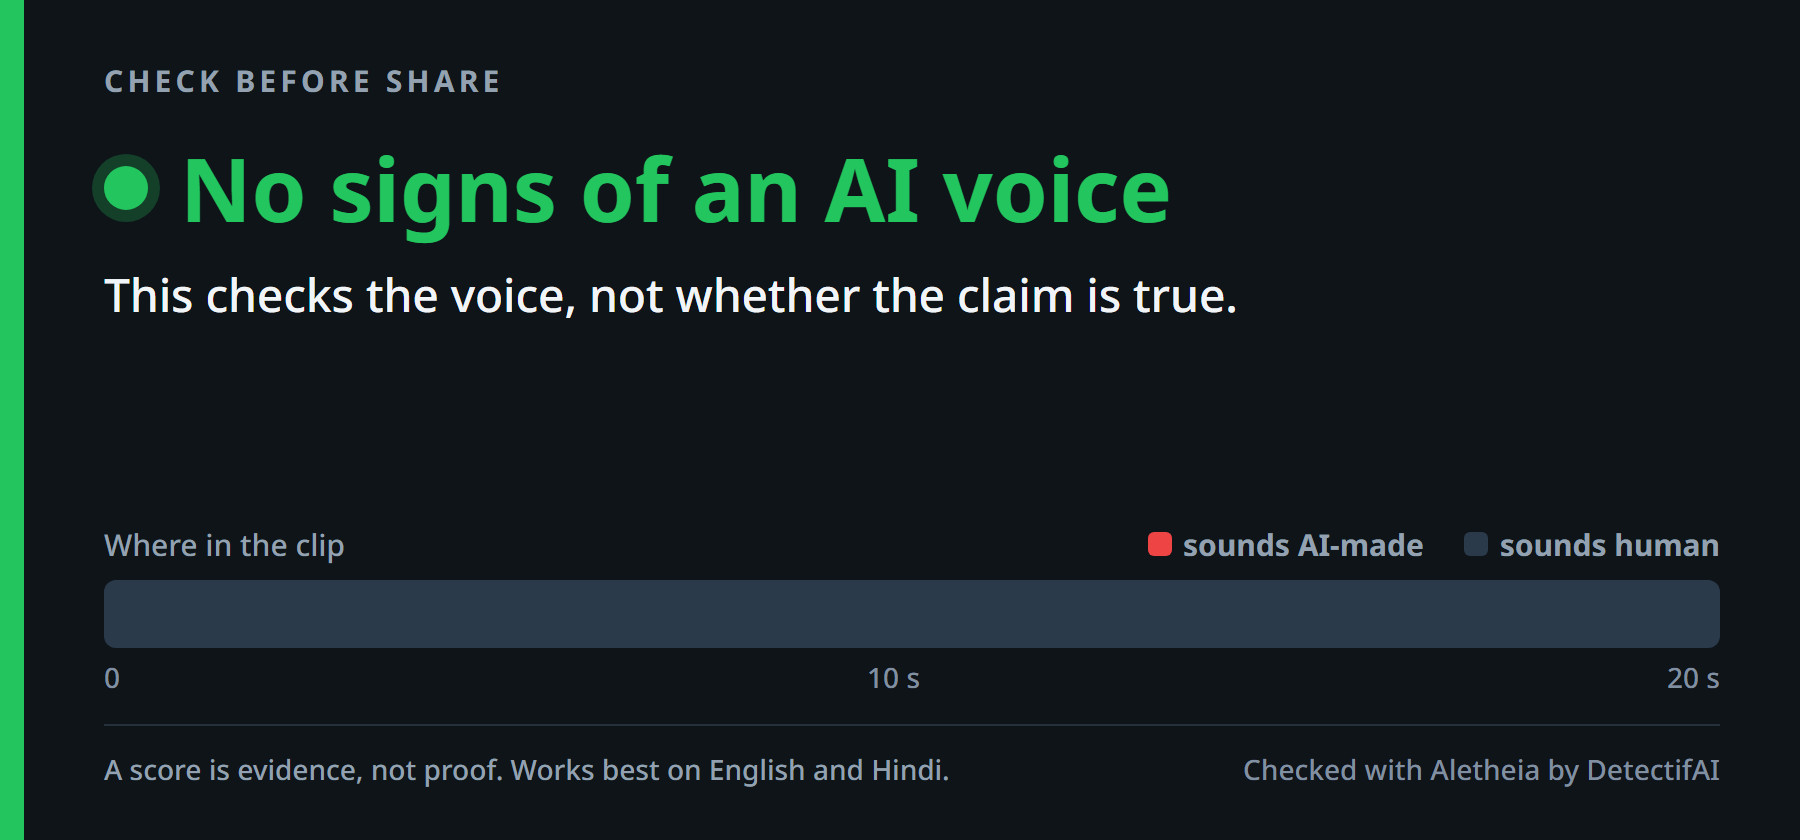 CHECK BEFORE SHARE
No signs of an AI voice
This checks the voice, not whether the claim is true.
Where in the clip
sounds AI-made
sounds human
0
10 s
20 s
A score is evidence, not proof. Works best on English and Hindi.
Checked with Aletheia by DetectifAI